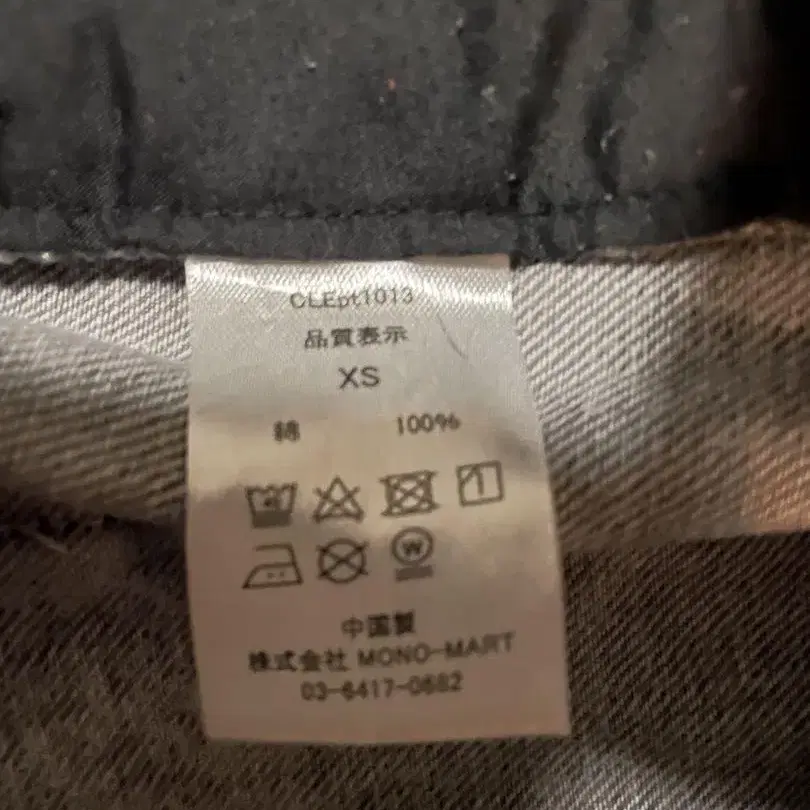 CLEpt1013
品質表示
XS
綿 100%
中国製
株式会社 MONO-MART
03-6417-0682